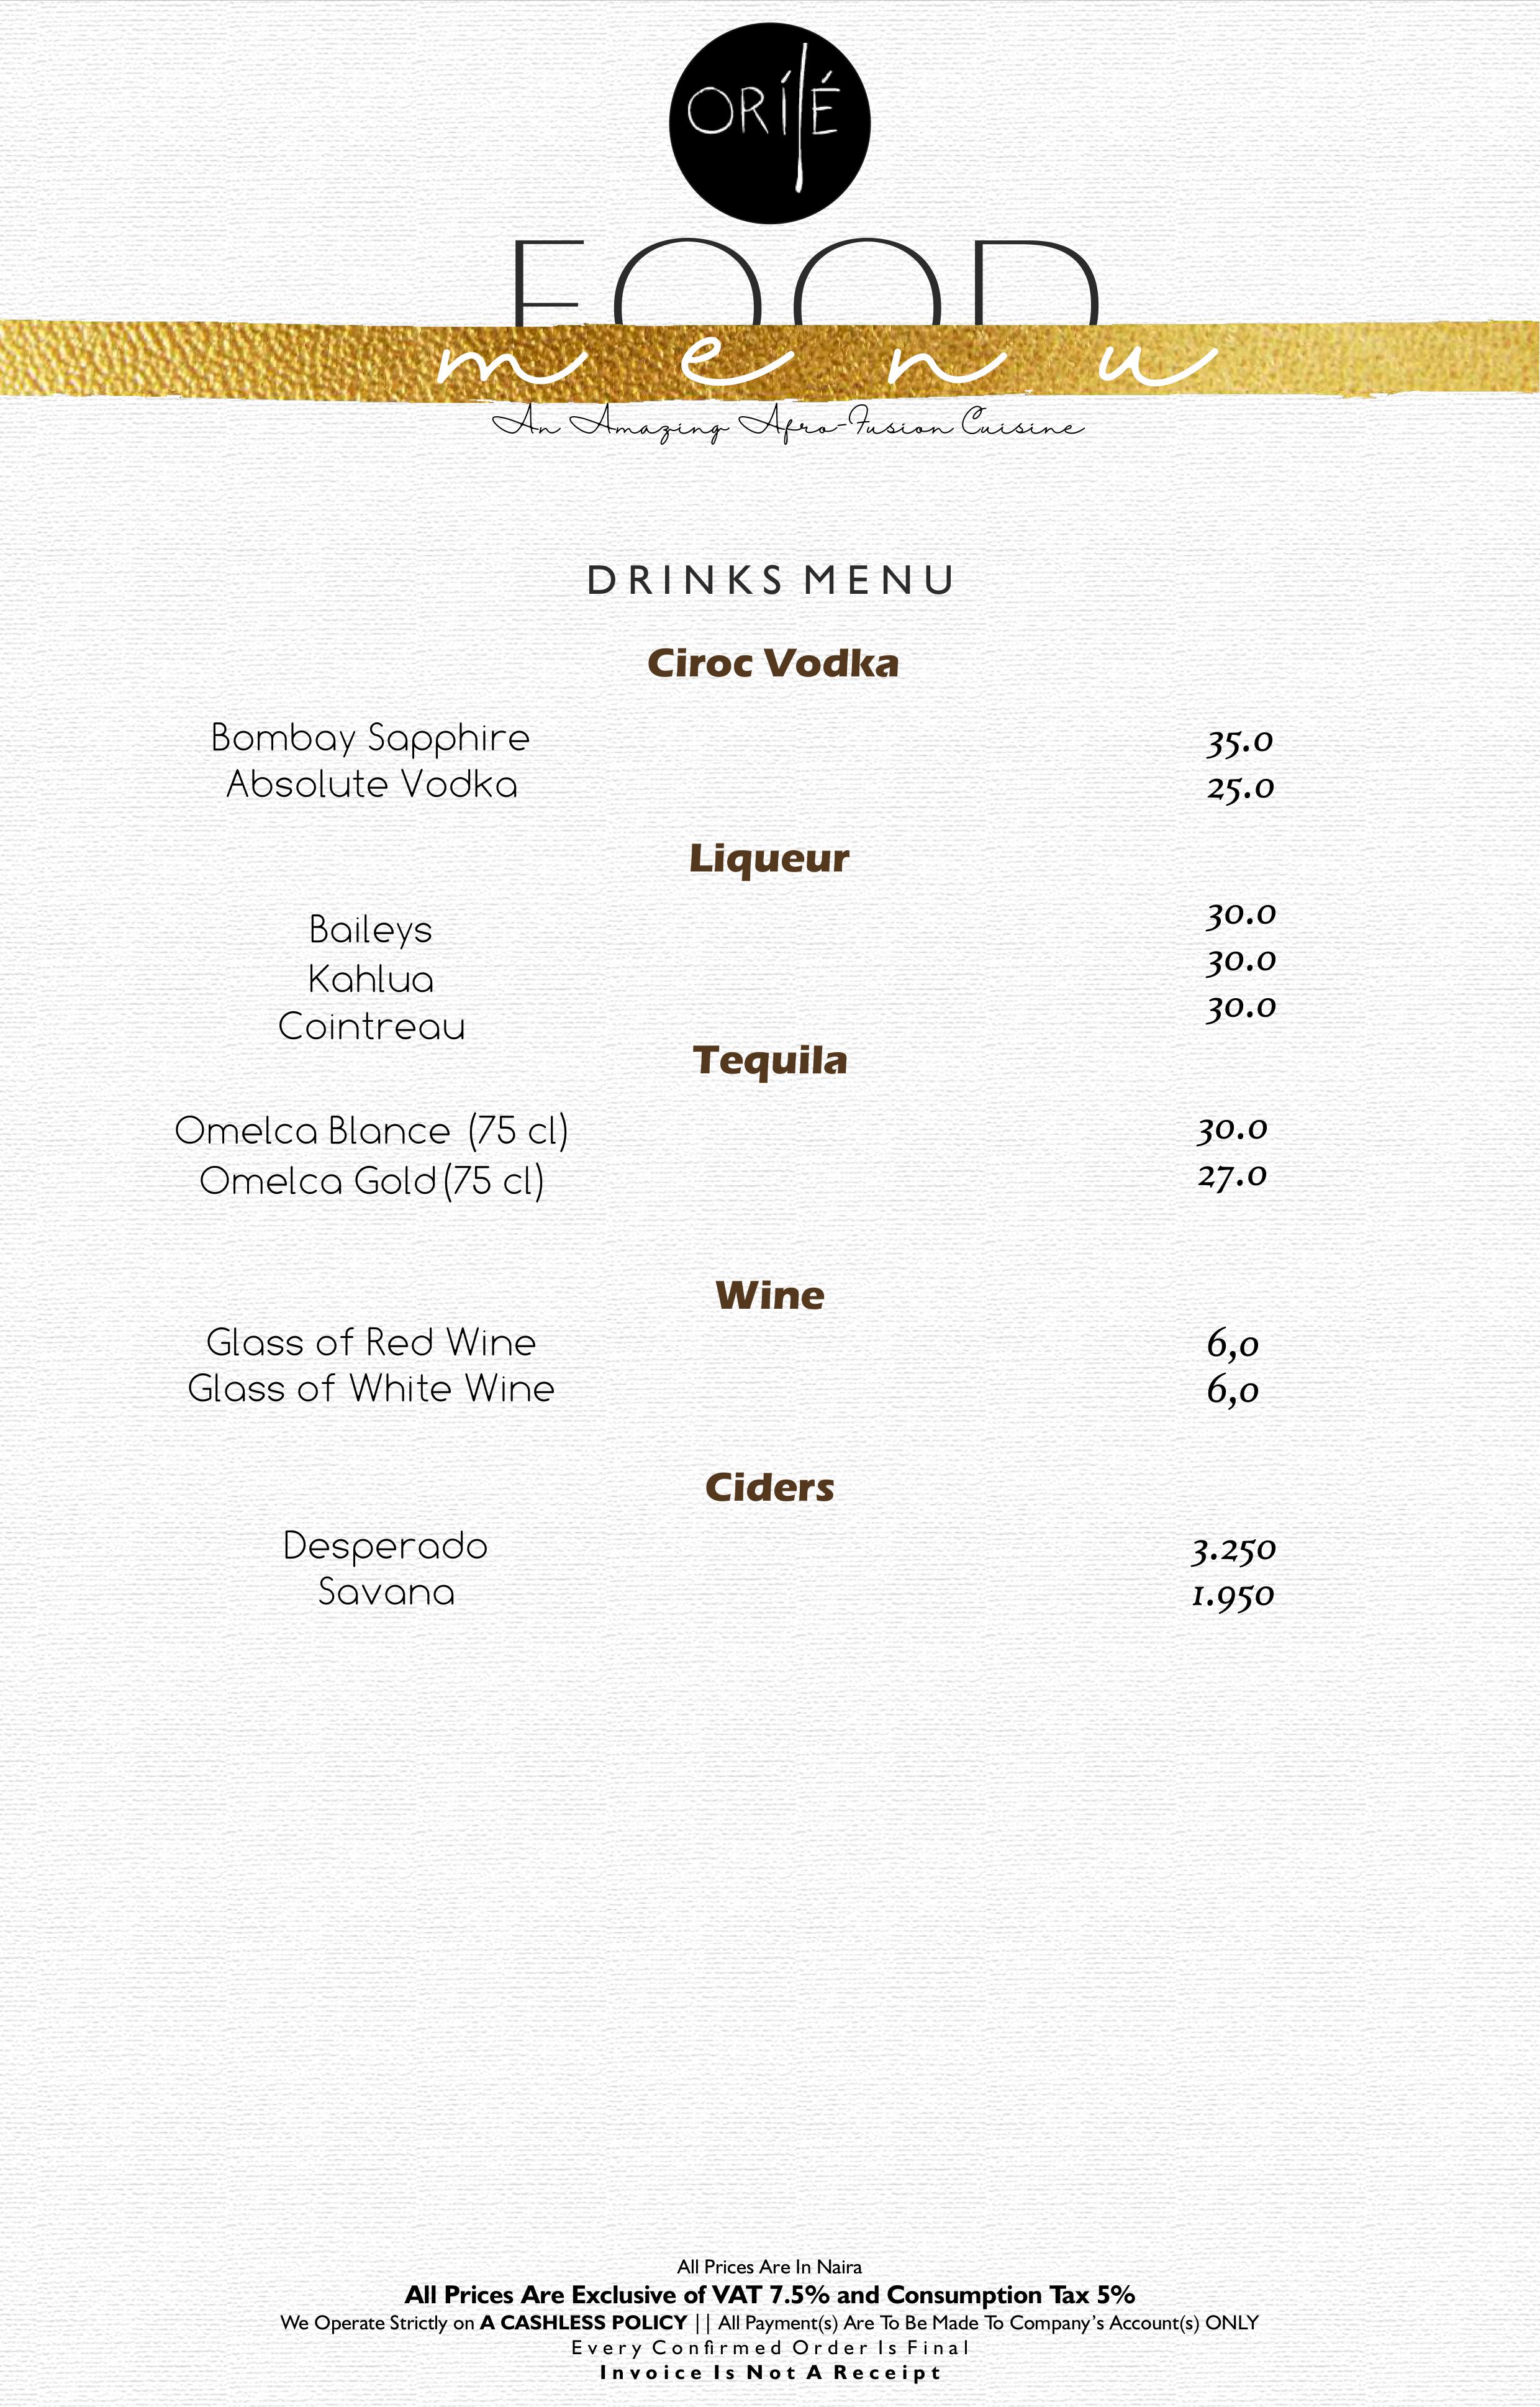 ORÍLÉ
FOOD
menu
An Amazing Afro-Fusion Cuisine
DRINKS MENU
Ciroc Vodka
Bombay Sapphire 35.0
Absolute Vodka 25.0
Liqueur
Baileys 30.0
Kahlua 30.0
Cointreau 30.0
Tequila
Omelca Blance (75 cl) 30.0
Omelca Gold (75 cl) 27.0
Wine
Glass of Red Wine 6,0
Glass of White Wine 6,0
Ciders
Desperado 3.250
Savana 1.950
All Prices Are In Naira
All Prices Are Exclusive of VAT 7.5% and Consumption Tax 5%
We Operate Strictly on A CASHLESS POLICY || All Payment(s) Are To Be Made To Company's Account(s) ONLY
Every Confirmed Order Is Final
Invoice Is Not A Receipt